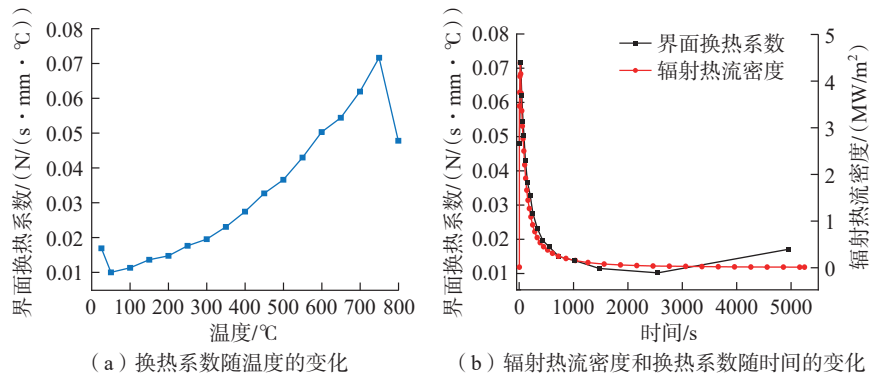 界面换热系数/(N/(s·mm·℃))
0.08
0.07
0.06
0.05
0.04
0.03
0.02
0.01
0 100 200 300 400 500 600 700 800
温度/℃
(a)换热系数随温度的变化
界面换热系数/(N/(s·mm·℃))
0.08
0.07
0.06
0.05
0.04
0.03
0.02
0.01
界面换热系数
辐射热流密度
5
4
3
2
1
0
辐射热流密度/(MW/m²)
0 1000 2000 3000 4000 5000
时间/s
(b)辐射热流密度和换热系数随时间的变化